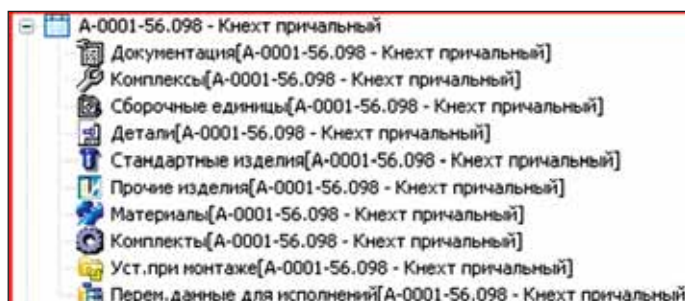 А-0001-56.098 - Кнехт причальный
Документация[А-0001-56.098 - Кнехт причальный]
Комплексы[А-0001-56.098 - Кнехт причальный]
Сборочные единицы[А-0001-56.098 - Кнехт причальный]
Детали[А-0001-56.098 - Кнехт причальный]
Стандартные изделия[А-0001-56.098 - Кнехт причальный]
Прочие изделия[А-0001-56.098 - Кнехт причальный]
Материалы[А-0001-56.098 - Кнехт причальный]
Комплекты[А-0001-56.098 - Кнехт причальный]
Уст.при монтаже[А-0001-56.098 - Кнехт причальный]
Перем.данные для исполнений[А-0001-56.098 - Кнехт причальный